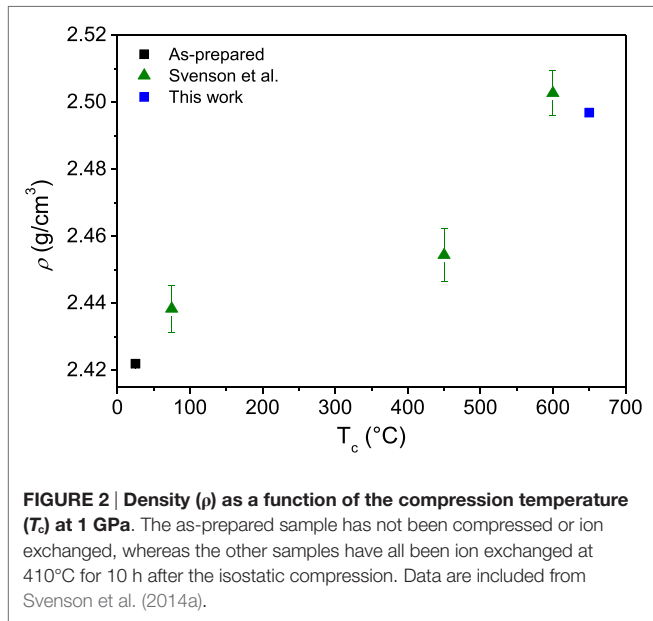 2.52
2.50
2.48
2.46
2.44
2.42
ρ (g/cm³)
As-prepared
Svenson et al.
This work
0 100 200 300 400 500 600 700
T_c (°C)
FIGURE 2 | Density (ρ) as a function of the compression temperature
(T_c) at 1 GPa. The as-prepared sample has not been compressed or ion
exchanged, whereas the other samples have all been ion exchanged at
410°C for 10 h after the isostatic compression. Data are included from
Svenson et al. (2014a).